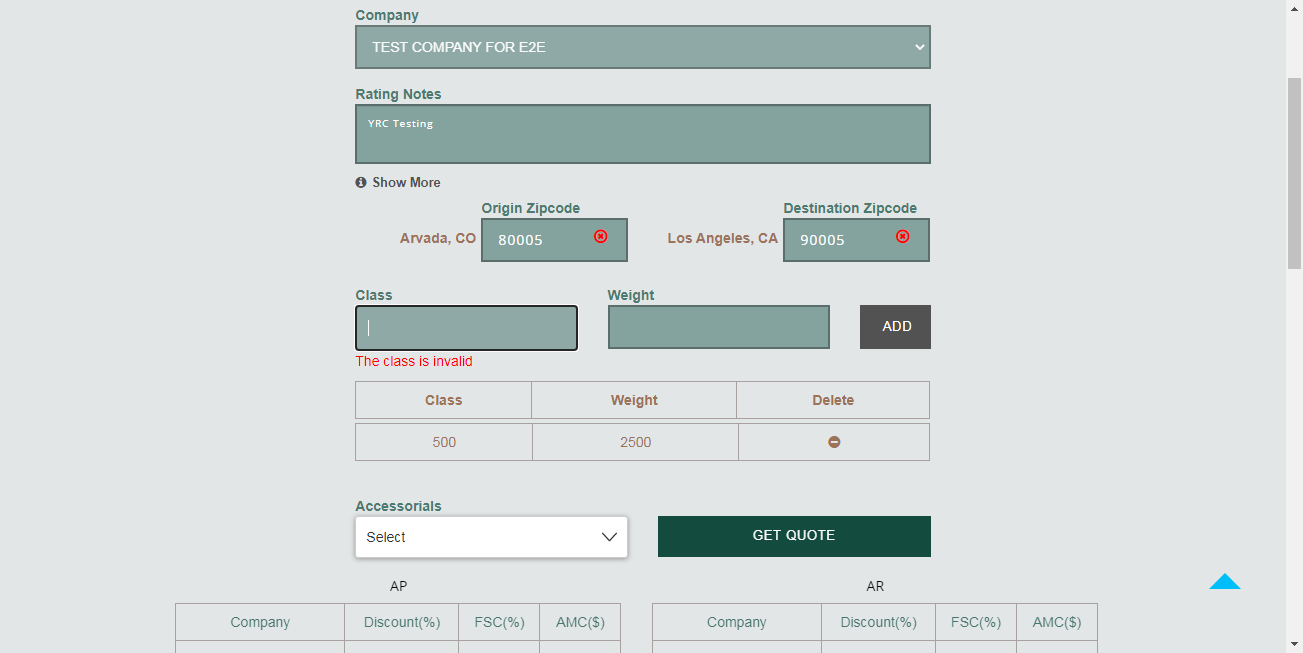 Company
TEST COMPANY FOR E2E
Rating Notes
YRC Testing
Show More
Origin Zipcode
Destination Zipcode
Arvada, CO
80005
Los Angeles, CA
90005
Class
Weight
ADD
The class is invalid
Class
Weight
Delete
500
2500
Accessorials
Select
GET QUOTE
AP
AR
Company
Discount(%)
FSC(%)
AMC($)
Company
Discount(%)
FSC(%)
AMC($)